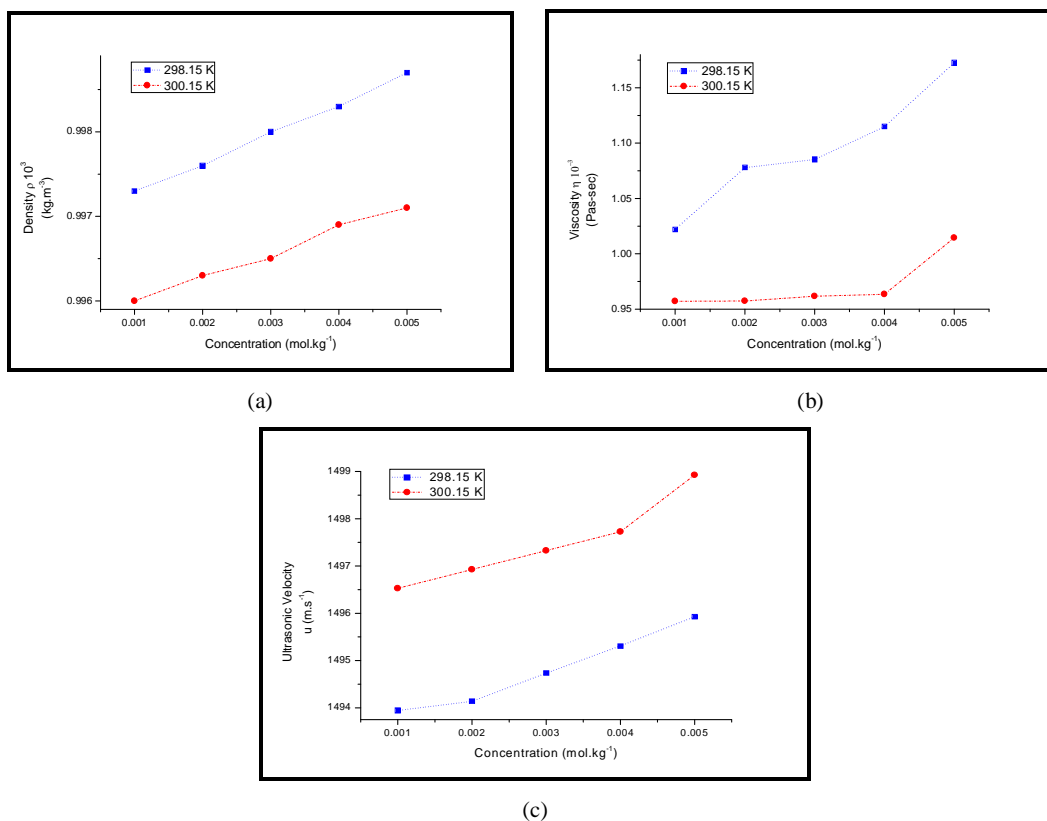 298.15 K
300.15 K
0.998
0.997
0.996
Density ρ 10³
(kg.m⁻³)
0.001 0.002 0.003 0.004 0.005
Concentration (mol.kg⁻¹)
(a)
298.15 K
300.15 K
1.15
1.10
1.05
1.00
0.95
Viscosity η 10⁻³
(Pas-sec)
0.001 0.002 0.003 0.004 0.005
Concentration (mol.kg⁻¹)
(b)
298.15 K
300.15 K
1499
1498
1497
1496
1495
1494
Ultrasonic Velocity
u (m.s⁻¹)
0.001 0.002 0.003 0.004 0.005
Concentration (mol.kg⁻¹)
(c)